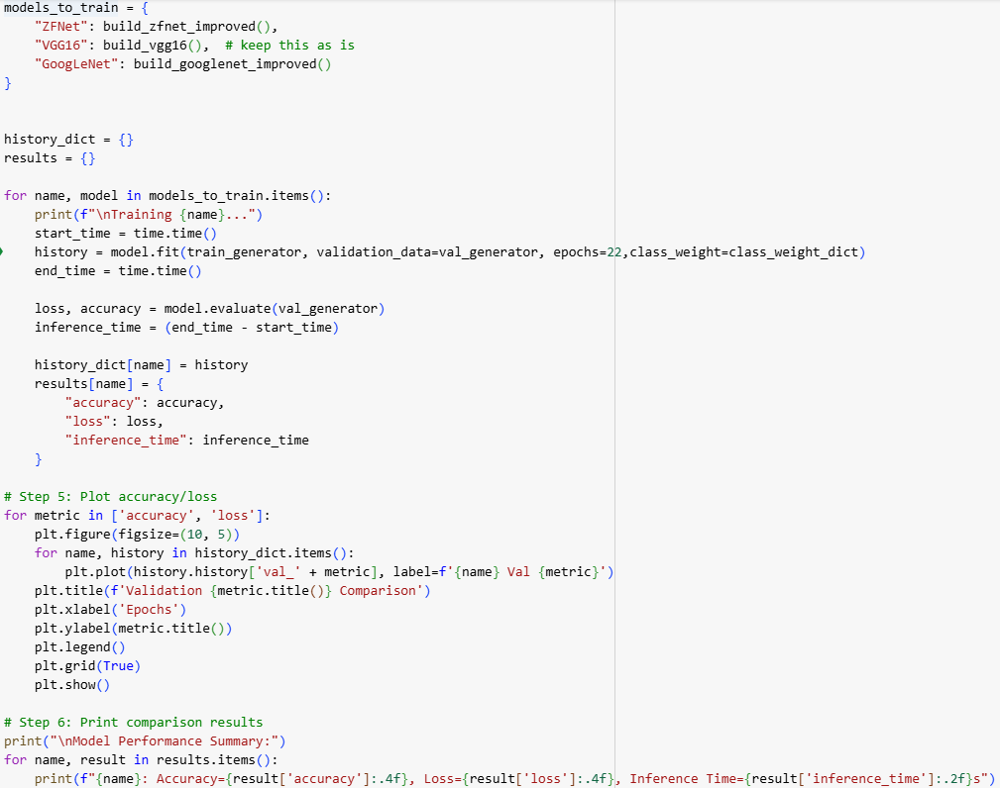 models_to_train = {
    "ZFNet": build_zfnet_improved(),
    "VGG16": build_vgg16(),  # keep this as is
    "GoogLeNet": build_googlenet_improved()
}
history_dict = {}
results = {}
for name, model in models_to_train.items():
    print(f"\nTraining {name}...")
    start_time = time.time()
    history = model.fit(train_generator, validation_data=val_generator, epochs=22,class_weight=class_weight_dict)
    end_time = time.time()
    loss, accuracy = model.evaluate(val_generator)
    inference_time = (end_time - start_time)
    history_dict[name] = history
    results[name] = {
        "accuracy": accuracy,
        "loss": loss,
        "inference_time": inference_time
    }
# Step 5: Plot accuracy/loss
for metric in ['accuracy', 'loss']:
    plt.figure(figsize=(10, 5))
    for name, history in history_dict.items():
        plt.plot(history.history['val_' + metric], label=f'{name} Val {metric}')
    plt.title(f'Validation {metric.title()} Comparison')
    plt.xlabel('Epochs')
    plt.ylabel(metric.title())
    plt.legend()
    plt.grid(True)
    plt.show()
# Step 6: Print comparison results
print("\nModel Performance Summary:")
for name, result in results.items():
    print(f"{name}: Accuracy={result['accuracy']:.4f}, Loss={result['loss']:.4f}, Inference Time={result['inference_time']:.2f}s")